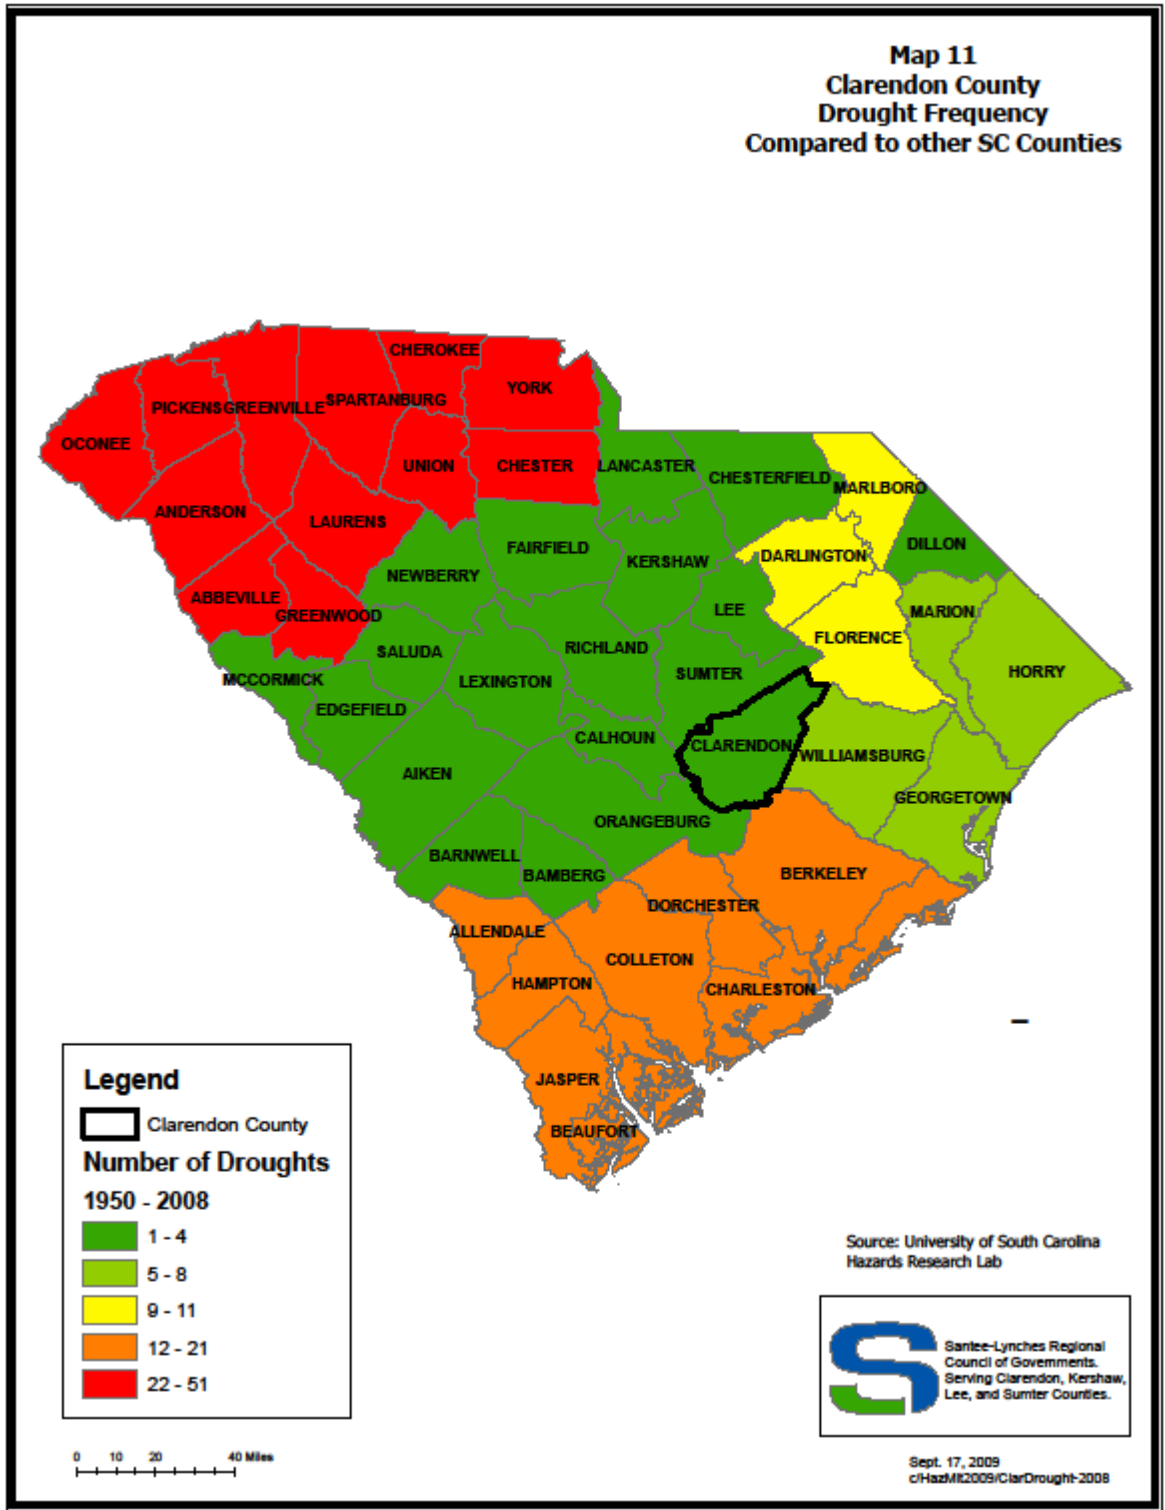 Map 11
Clarendon County
Drought Frequency
Compared to other SC Counties
CHEROKEE
YORK
SPARTANBURG
PICKENS
GREENVILLE
OCONEE
UNION
CHESTER
LANCASTER
CHESTERFIELD
MARLBORO
ANDERSON
LAURENS
FAIRFIELD
KERSHAW
DARLINGTON
DILLON
NEWBERRY
ABBEVILLE
GREENWOOD
LEE
MARION
FLORENCE
SALUDA
RICHLAND
MCCORMICK
LEXINGTON
SUMTER
HORRY
EDGEFIELD
CALHOUN
CLARENDON
WILLIAMSBURG
AIKEN
GEORGETOWN
ORANGEBURG
BARNWELL
BAMBERG
BERKELEY
DORCHESTER
ALLENDALE
COLLETON
HAMPTON
CHARLESTON
JASPER
BEAUFORT
Legend
Clarendon County
Number of Droughts
1950 - 2008
1 - 4
5 - 8
9 - 11
12 - 21
22 - 51
0 10 20 40 Miles
Source: University of South Carolina
Hazards Research Lab
Santee-Lynches Regional
Council of Governments.
Serving Clarendon, Kershaw,
Lee, and Sumter Counties.
Sept. 17, 2009
c/HazMit2009/ClarDrought-2008